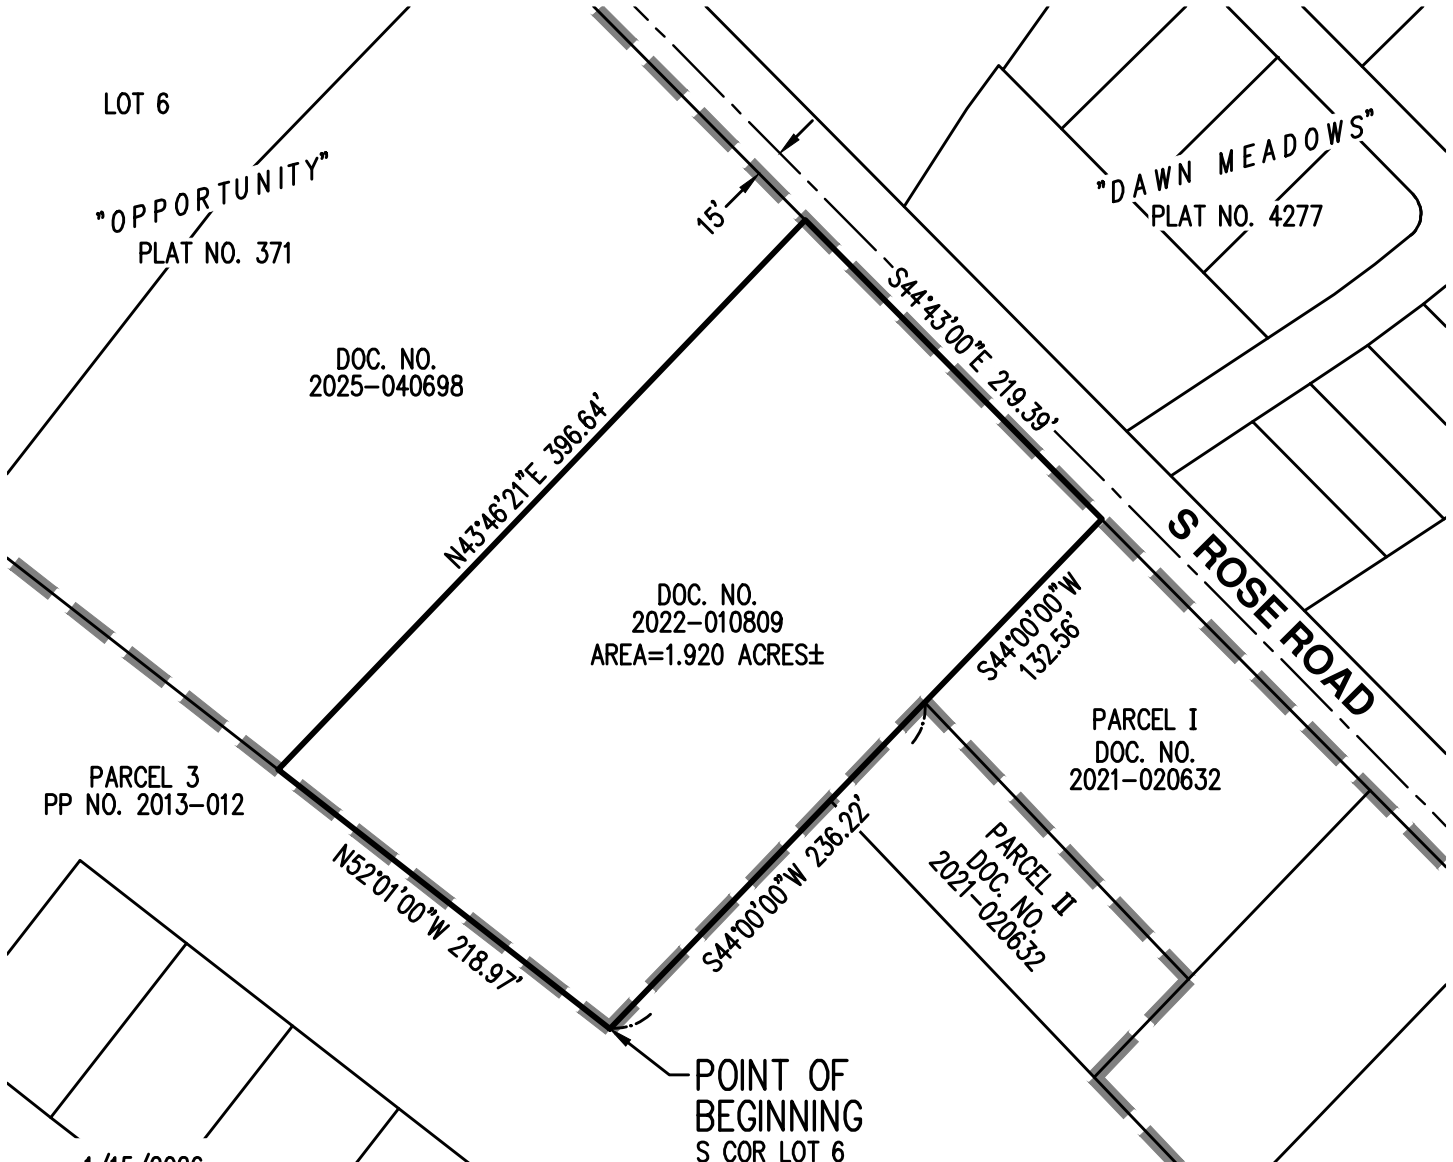 LOT 6
"OPPORTUNITY"
PLAT NO. 371
"DAWN MEADOWS"
PLAT NO. 4277
15'
S44°43'00"E 219.39'
DOC. NO.
2025-040698
N43°46'21"E 396.64'
S ROSE ROAD
DOC. NO.
2022-010809
AREA=1.920 ACRES±
S44°00'00"W
132.56'
PARCEL I
DOC. NO.
2021-020632
PARCEL 3
PP NO. 2013-012
PARCEL II
DOC. NO.
2021-020632
S44°00'00"W 236.22'
N52°01'00"W 218.97'
POINT OF
BEGINNING
S COR LOT 6